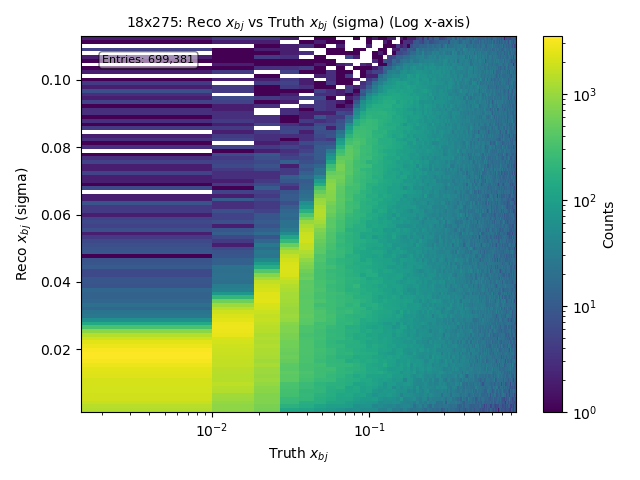 18x275: Reco x_bj vs Truth x_bj (sigma) (Log x-axis)
Entries: 699,381
0.10
0.08
0.06
0.04
0.02
Reco x_bj (sigma)
10^-2
10^-1
Truth x_bj
10^3
10^2
10^1
10^0
Counts